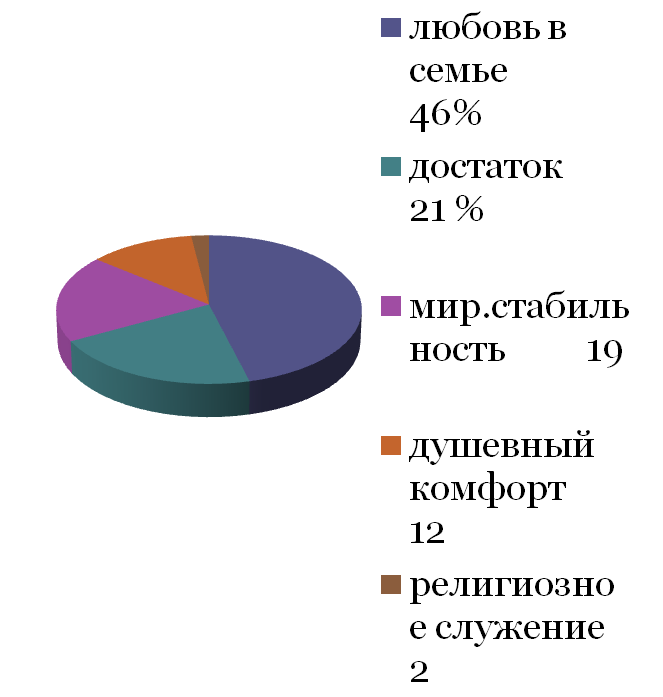 любовь в
семье
46%
достаток
21 %
мир.стабиль
ность 19
душевный
комфорт
12
религиозно
е служение
2